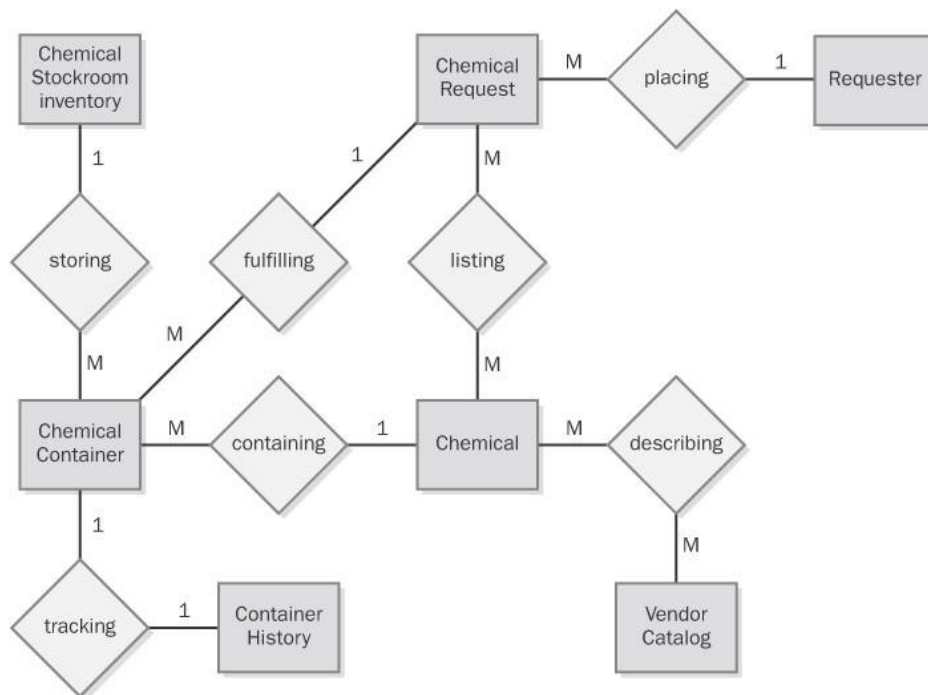 Chemical
Stockroom
inventory
Chemical
Request
M
placing
1
Requester
1
1
M
storing
fulfilling
listing
M
M
M
Chemical
Container
M
containing
1
Chemical
M
describing
1
M
tracking
1
Container
History
Vendor
Catalog